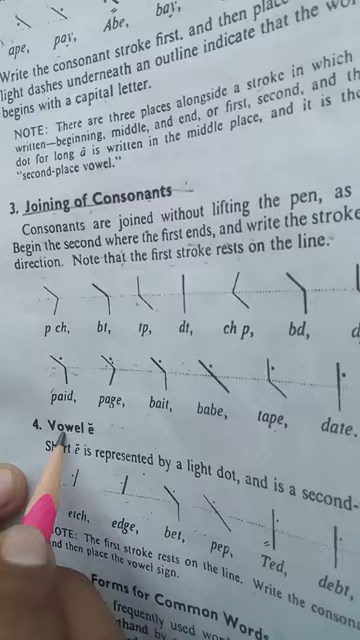 ape, pay, Abe, bay,
Write the consonant stroke first, and then place
light dashes underneath an outline indicate that the wor
begins with a capital letter.
NOTE: There are three places alongside a stroke in which
written—beginning, middle, and end, or first, second, and th
dot for long ā is written in the middle place, and it is the
"second-place vowel."
3. Joining of Consonants
Consonants are joined without lifting the pen, as
Begin the second where the first ends, and write the stroke
direction. Note that the first stroke rests on the line.
p ch, bt, tp, dt, ch p, bd, d
paid, page, bait, babe, tape, date.
4. Vowel ĕ
Short ĕ is represented by a light dot, and is a second-
etch, edge, bet, pep, Ted, debt,
OTE: The first stroke rests on the line. Write the conson
nd then place the vowel sign.
Forms for Common Words
frequently used wor
thand by